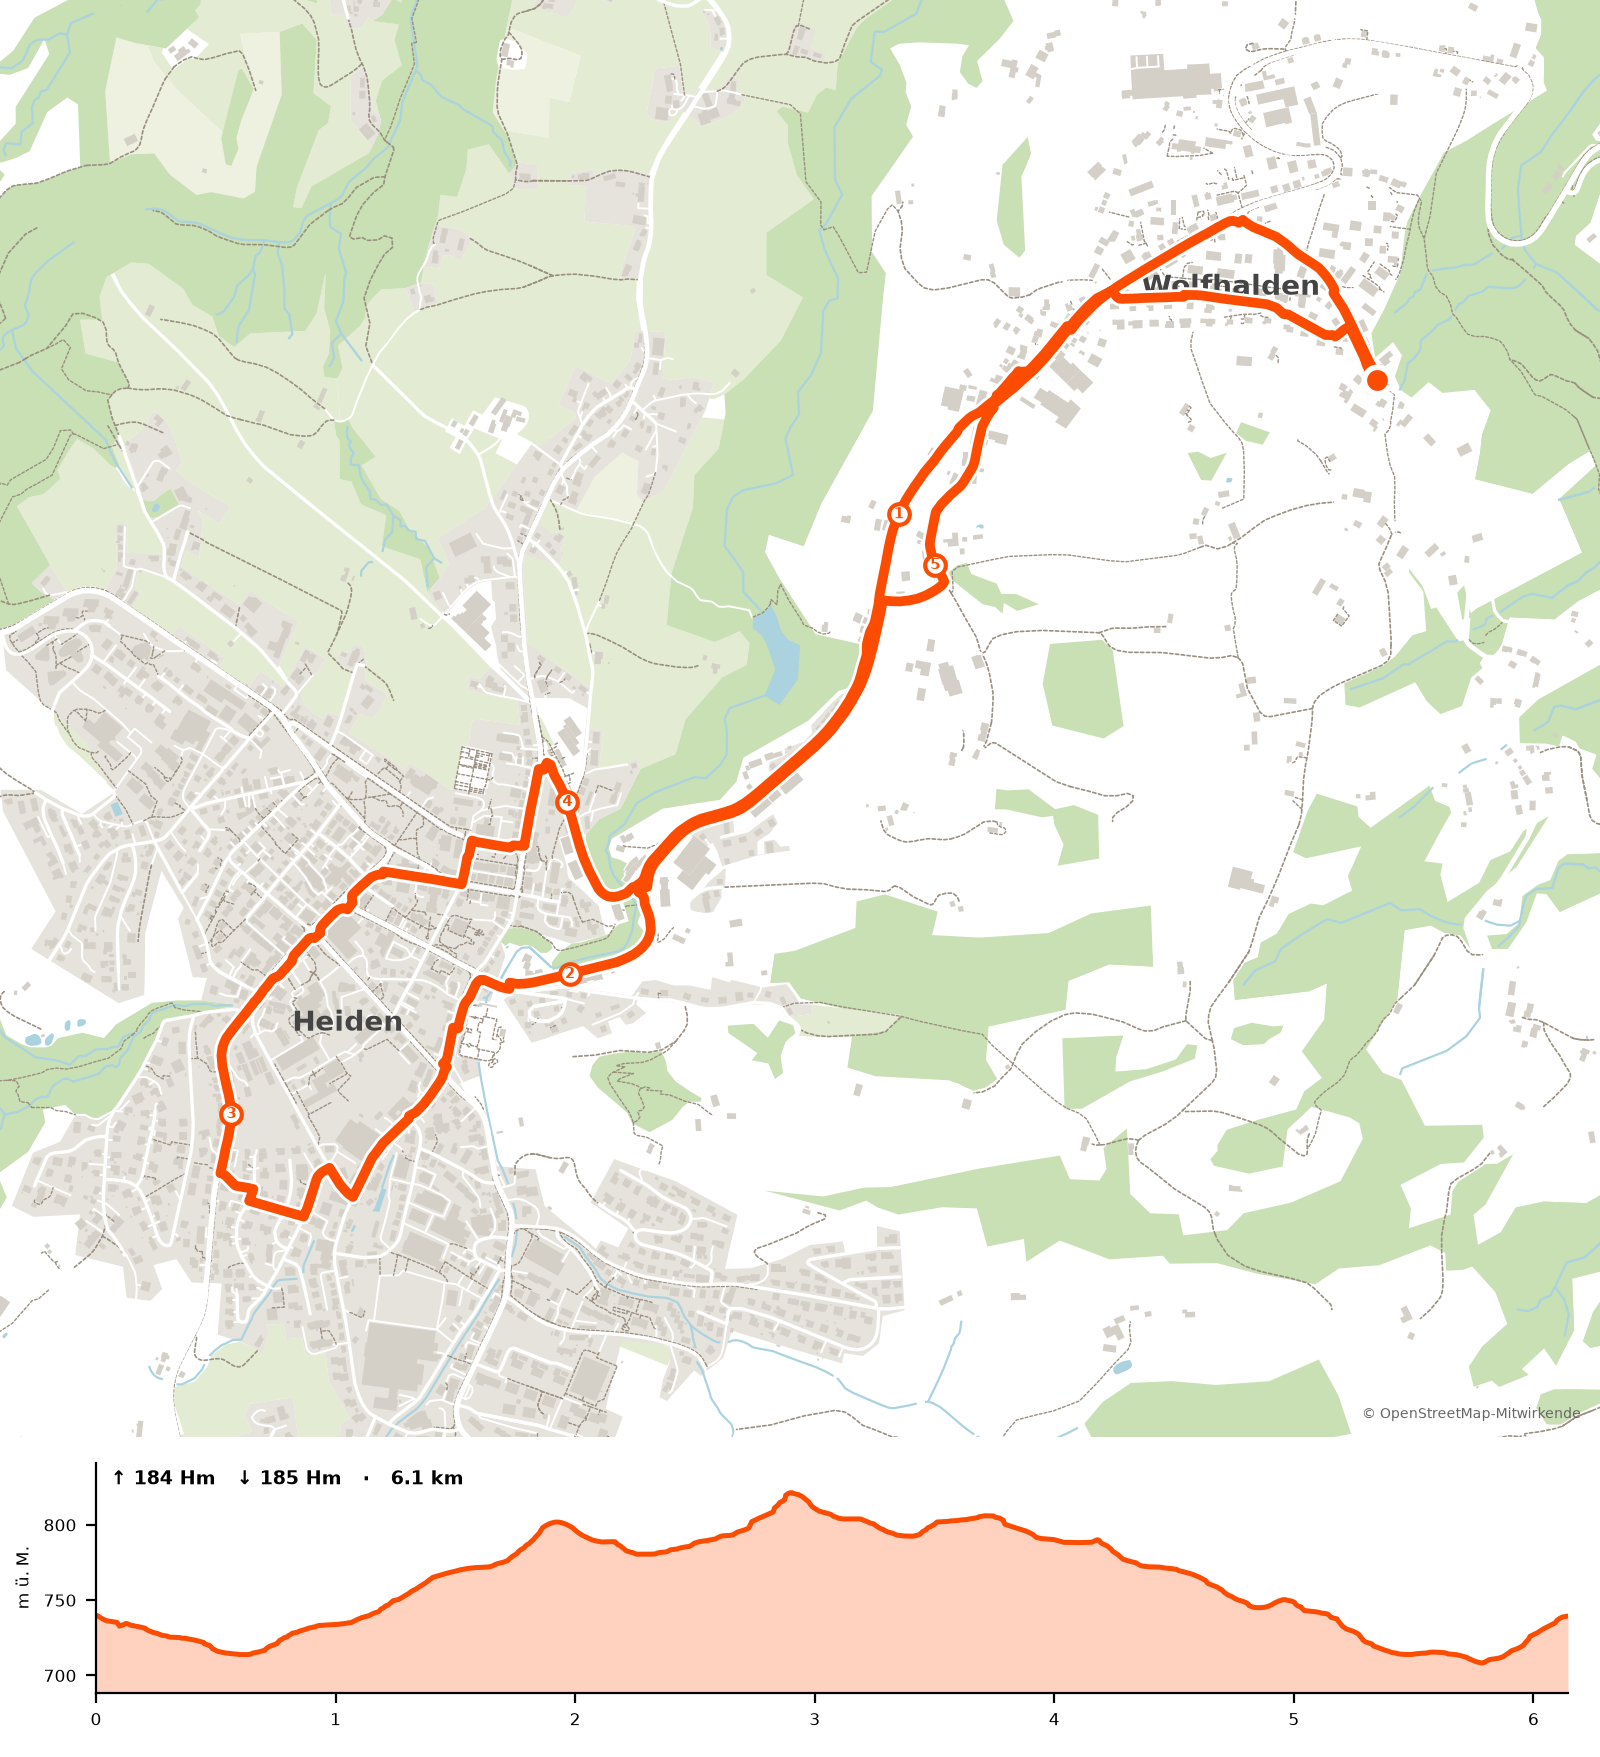 Wolfhalden
1
5
4
2
Heiden
3
© OpenStreetMap-Mitwirkende
↑ 184 Hm ↓ 185 Hm · 6.1 km
m ü. M.
800
750
700
0 1 2 3 4 5 6